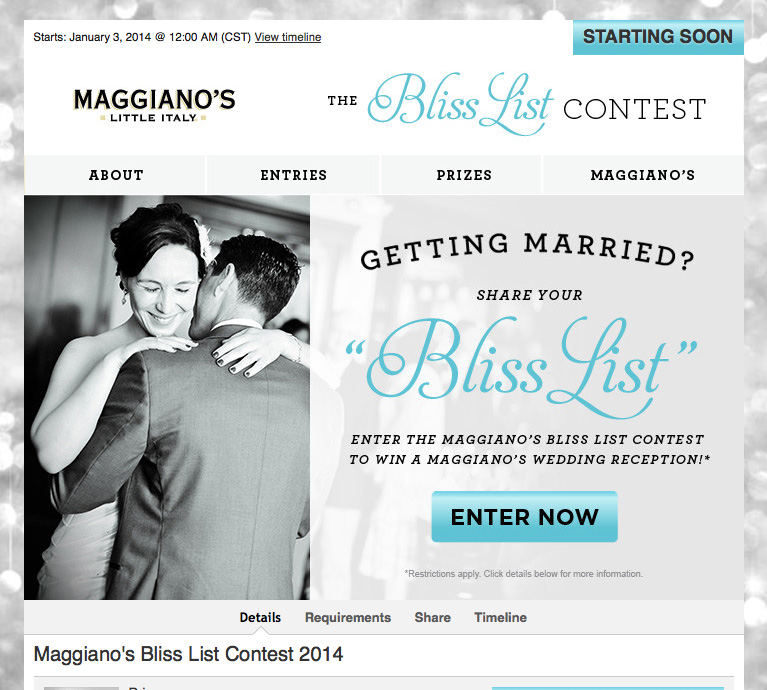 Starts: January 3, 2014 @ 12:00 AM (CST) View timeline
STARTING SOON
MAGGIANO'S
LITTLE ITALY
THE Bliss List CONTEST
ABOUT
ENTRIES
PRIZES
MAGGIANO'S
GETTING MARRIED?
SHARE YOUR
"Bliss List"
ENTER THE MAGGIANO'S BLISS LIST CONTEST
TO WIN A MAGGIANO'S WEDDING RECEPTION!*
ENTER NOW
*Restrictions apply. Click details below for more information.
Details
Requirements
Share
Timeline
Maggiano's Bliss List Contest 2014